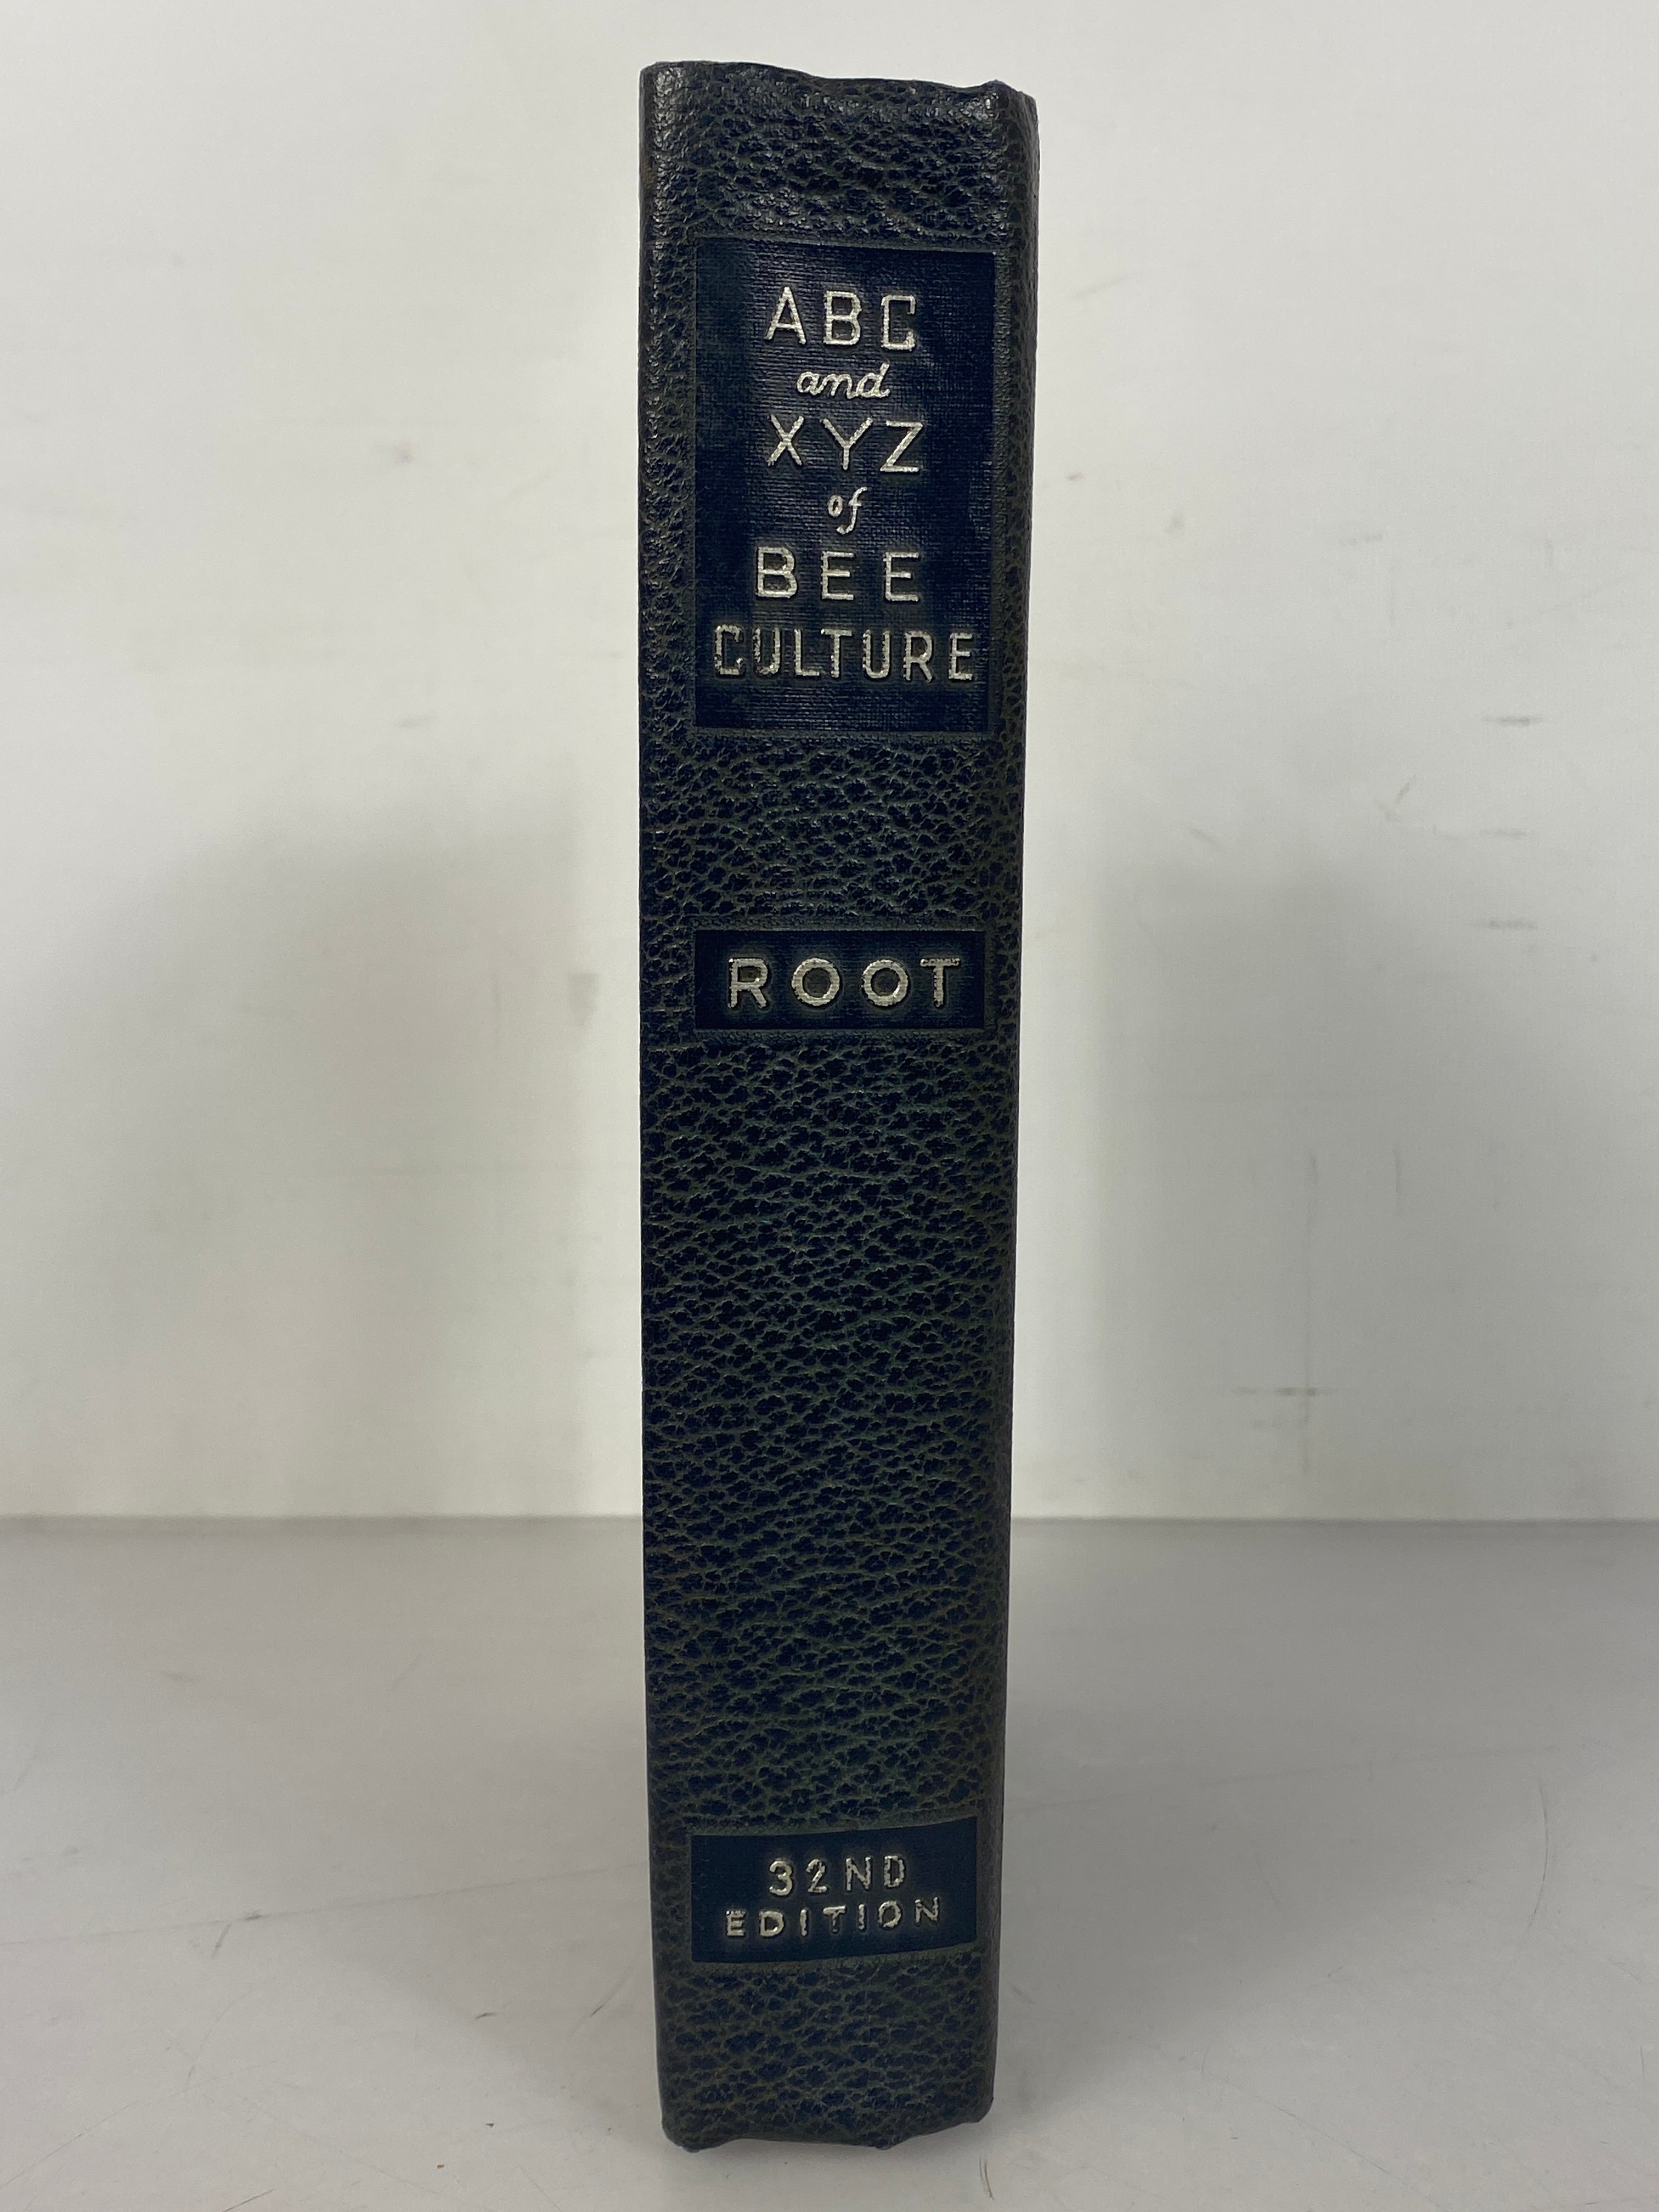 ABC
and
XYZ
of
BEE
CULTURE
ROOT
32ND
EDITION